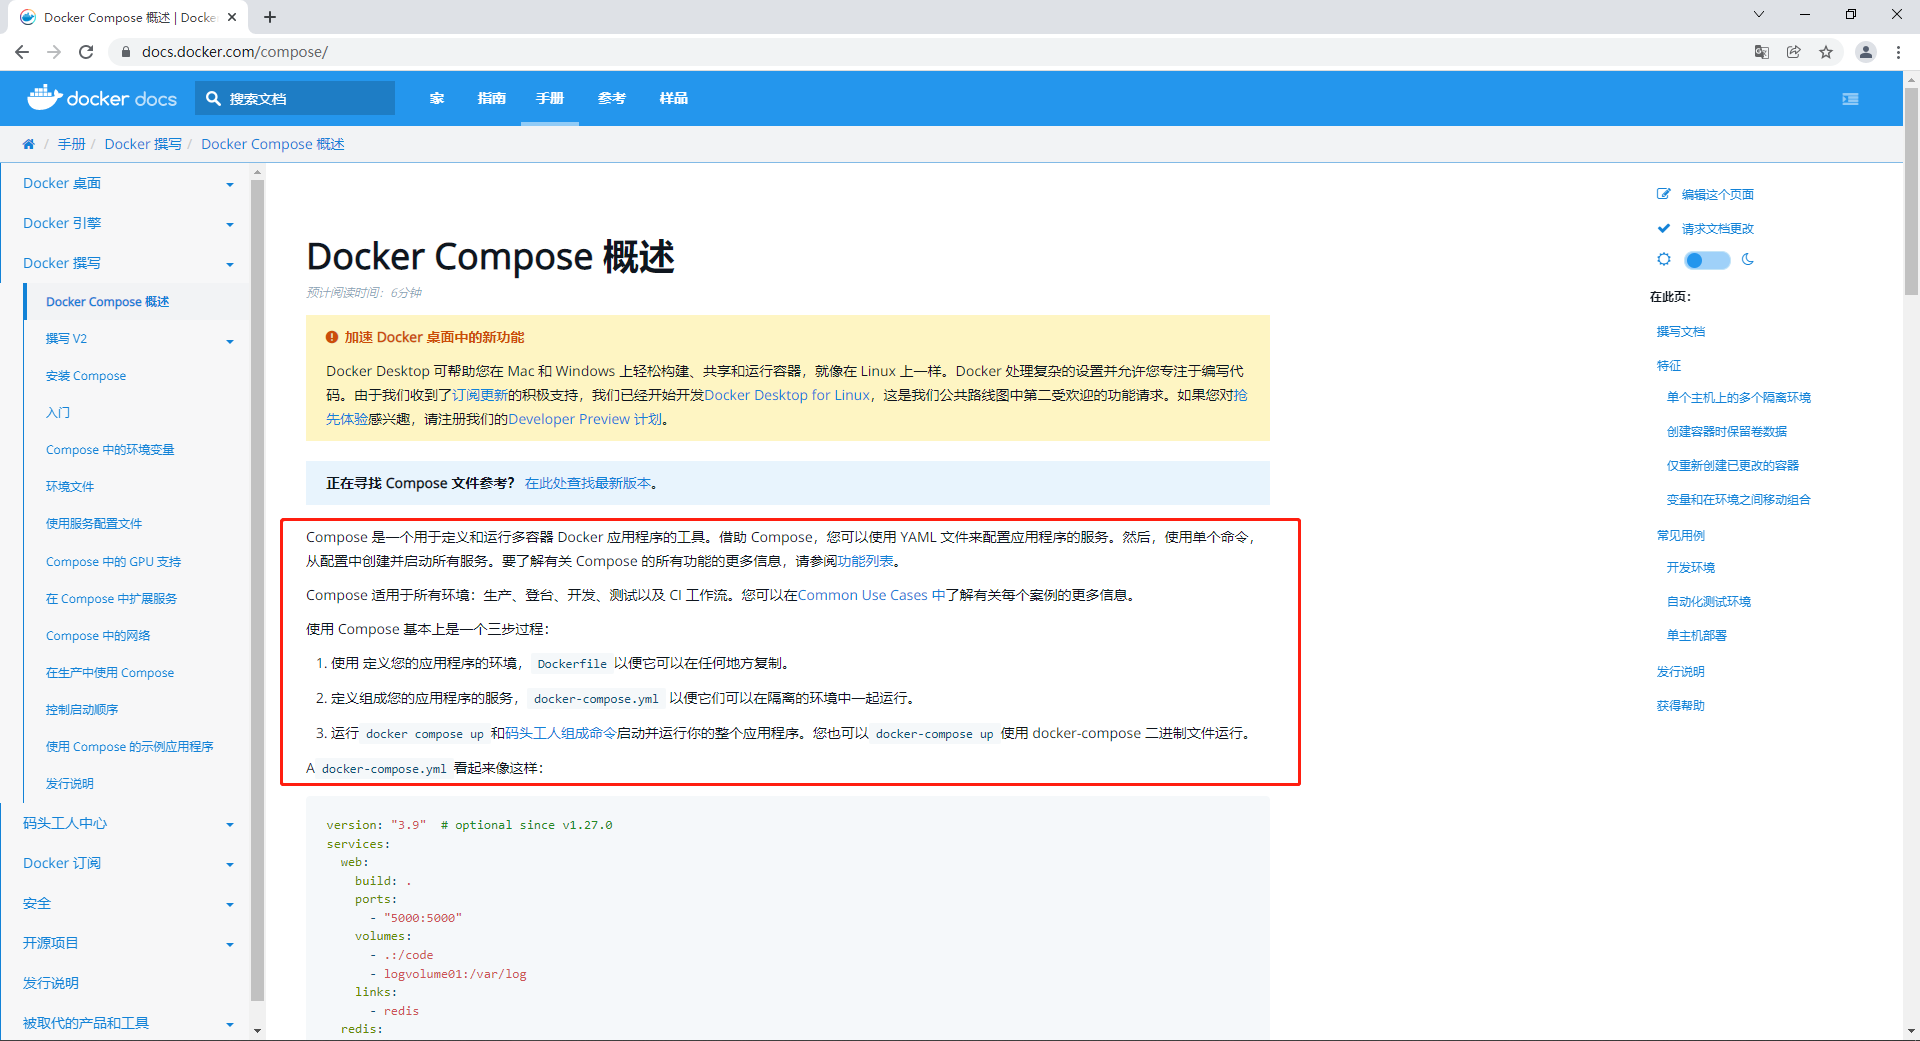 Docker Compose 概述 | Docke
docs.docker.com/compose/
docker docs
搜索文档
家 指南 手册 参考 样品
/ 手册 / Docker 撰写 / Docker Compose 概述
Docker 桌面
Docker 引擎
Docker 撰写
Docker Compose 概述
撰写 V2
安装 Compose
入门
Compose 中的环境变量
环境文件
使用服务配置文件
Compose 中的 GPU 支持
在 Compose 中扩展服务
Compose 中的网络
在生产中使用 Compose
控制启动顺序
使用 Compose 的示例应用程序
发行说明
码头工人中心
Docker 订阅
安全
开源项目
发行说明
被取代的产品和工具
Docker Compose 概述
预计阅读时间：6分钟
加速 Docker 桌面中的新功能
Docker Desktop 可帮助您在 Mac 和 Windows 上轻松构建、共享和运行容器，就像在 Linux 上一样。Docker 处理复杂的设置并允许您专注于编写代
码。由于我们收到了订阅更新的积极支持，我们已经开始开发Docker Desktop for Linux，这是我们公共路线图中第二受欢迎的功能请求。如果您对抢
先体验感兴趣，请注册我们的Developer Preview 计划。
正在寻找 Compose 文件参考？ 在此处查找最新版本。
Compose 是一个用于定义和运行多容器 Docker 应用程序的工具。借助 Compose，您可以使用 YAML 文件来配置应用程序的服务。然后，使用单个命令，
从配置中创建并启动所有服务。要了解有关 Compose 的所有功能的更多信息，请参阅功能列表。
Compose 适用于所有环境：生产、登台、开发、测试以及 CI 工作流。您可以在Common Use Cases 中了解有关每个案例的更多信息。
使用 Compose 基本上是一个三步过程：
1. 使用 定义您的应用程序的环境， Dockerfile 以便它可以在任何地方复制。
2. 定义组成您的应用程序的服务， docker-compose.yml 以便它们可以在隔离的环境中一起运行。
3. 运行 docker compose up 和码头工人组成命令启动并运行你的整个应用程序。您也可以 docker-compose up 使用 docker-compose 二进制文件运行。
A docker-compose.yml 看起来像这样：
version: "3.9"  # optional since v1.27.0
services:
  web:
    build: .
    ports:
      - "5000:5000"
    volumes:
      - .:/code
      - logvolume01:/var/log
    links:
      - redis
  redis:
编辑这个页面
请求文档更改
在此页：
撰写文档
特征
单个主机上的多个隔离环境
创建容器时保留卷数据
仅重新创建已更改的容器
变量和在环境之间移动组合
常见用例
开发环境
自动化测试环境
单主机部署
发行说明
获得帮助